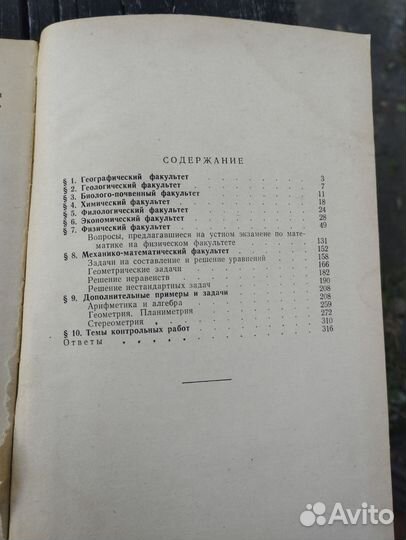 СОДЕРЖАНИЕ
§ 1. Географический факультет . . . . . . . 3
§ 2. Геологический факультет . . . . . . . 7
§ 3. Биолого-почвенный факультет . . . . . . . 11
§ 4. Химический факультет . . . . . . . 18
§ 5. Филологический факультет . . . . . . . 24
§ 6. Экономический факультет . . . . . . . 28
§ 7. Физический факультет . . . . . . . 49
Вопросы, предлагавшиеся на устном экзамене по мате-
матике на физическом факультете . . . . . 131
§ 8. Механико-математический факультет . . . . . 152
Задачи на составление и решение уравнений . . . 158
Геометрические задачи . . . . . . . 166
Решение неравенств . . . . . . . 182
Решение нестандартных задач . . . . . . 190
§ 9. Дополнительные примеры и задачи . . . . . 208
Арифметика и алгебра . . . . . . . 208
Геометрия, Планиметрия . . . . . . . 259
Стереометрия . . . . . . . 272
§ 10. Темы контрольных работ . . . . . . . 310
Ответы . . . . . . . 316
Avito